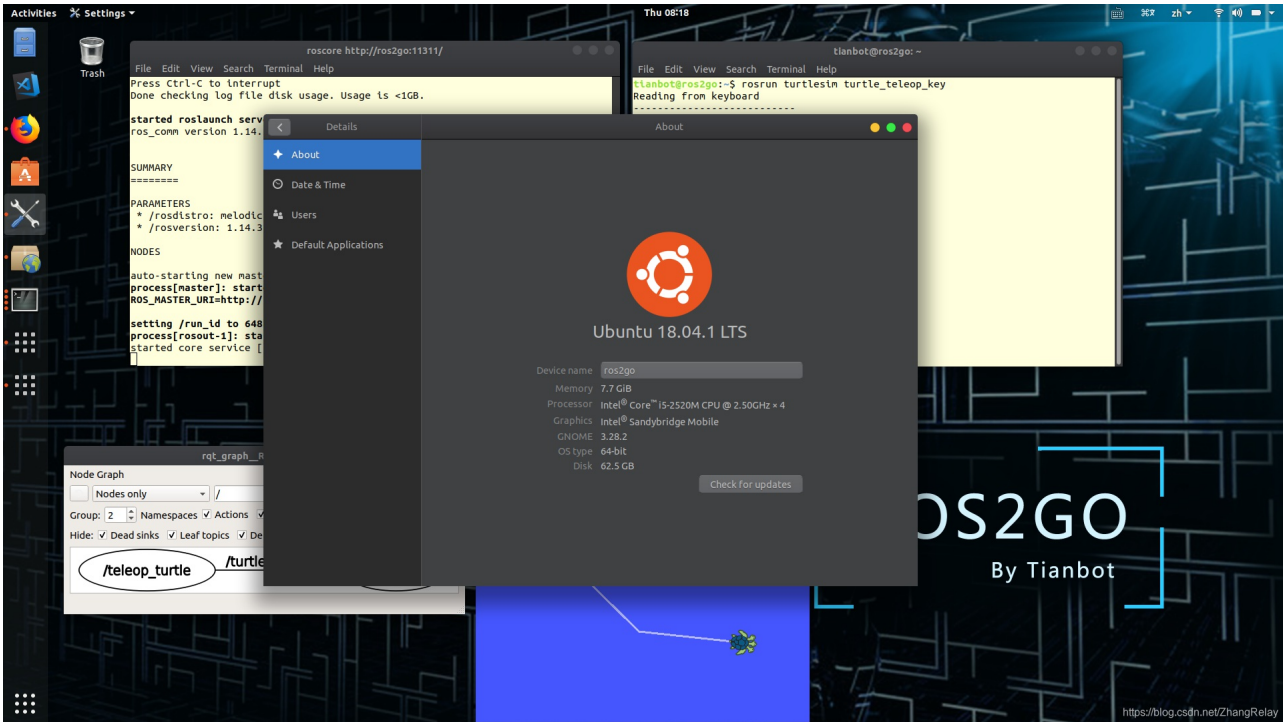 Activities Settings Thu 08:18 zh
Trash
roscore http://ros2go:11311/
File Edit View Search Terminal Help
Press Ctrl-C to interrupt
Done checking log file disk usage. Usage is <1GB.
started roslaunch serv
ros_comm version 1.14.
SUMMARY
========
PARAMETERS
* /rosdistro: melodic
* /rosversion: 1.14.3
NODES
auto-starting new mast
process[master]: start
ROS_MASTER_URI=http://
setting /run_id to 648
process[rosout-1]: sta
started core service [
tianbot@ros2go: ~
File Edit View Search Terminal Help
tianbot@ros2go:~$ rosrun turtlesim turtle_teleop_key
Reading from keyboard
---------------------------
Details
About
About
Date & Time
Users
Default Applications
Ubuntu 18.04.1 LTS
Device name ros2go
Memory 7.7 GiB
Processor Intel® Core™ i5-2520M CPU @ 2.50GHz × 4
Graphics Intel® Sandybridge Mobile
GNOME 3.28.2
OS type 64-bit
Disk 62.5 GB
Check for updates
rqt_graph__R
Node Graph
Nodes only /
Group: 2 Namespaces Actions
Hide: Dead sinks Leaf topics De
/teleop_turtle /turtle
OS2GO
By Tianbot
https://blog.csdn.net/ZhangRelay